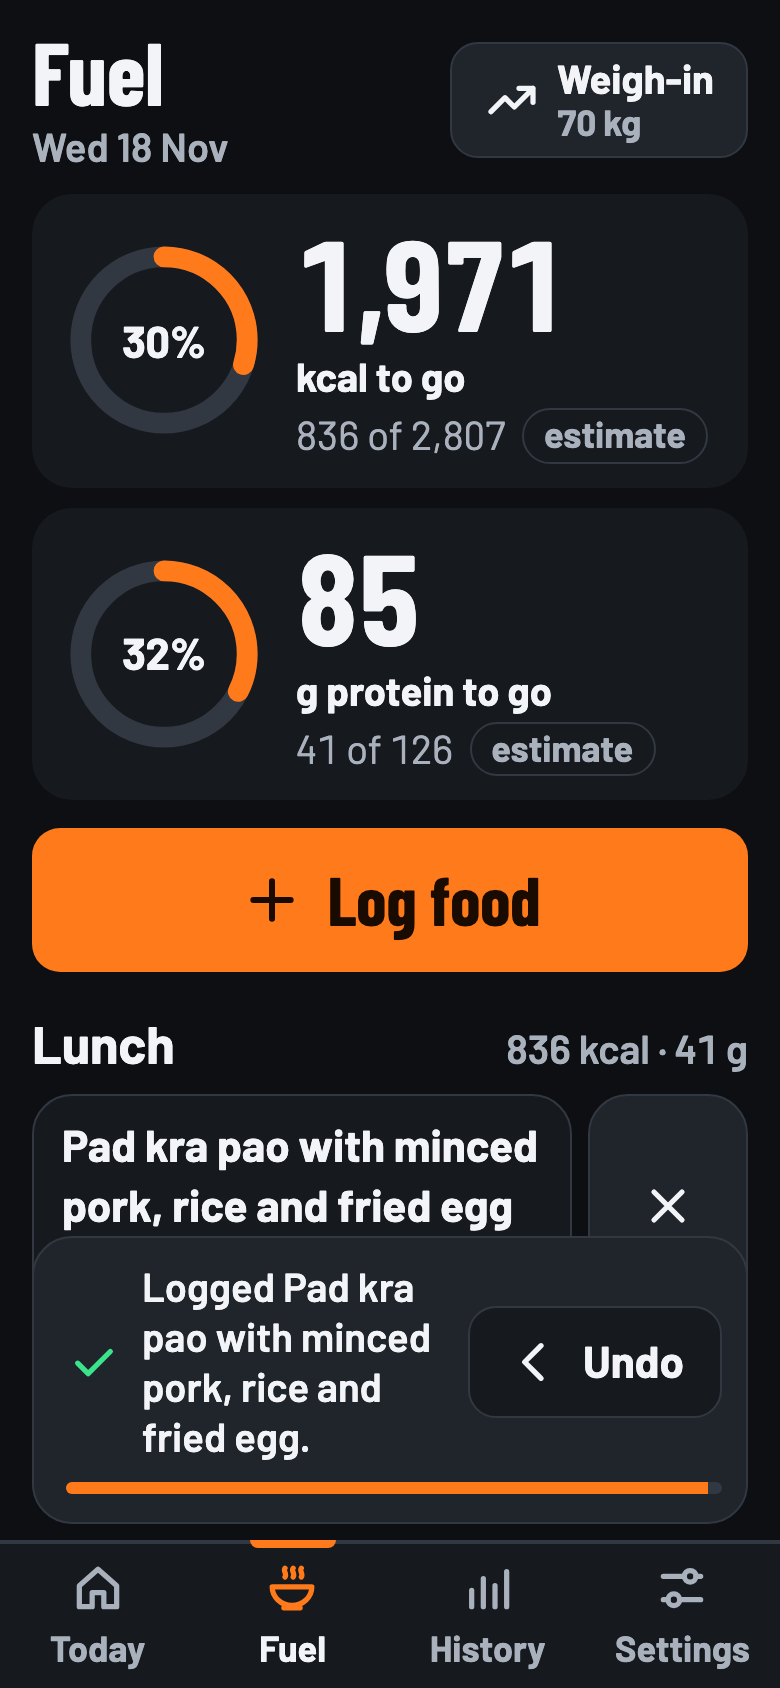 Fuel
Wed 18 Nov
Weigh-in
70 kg
30%
1,971
kcal to go
836 of 2,807
estimate
32%
85
g protein to go
41 of 126
estimate
Log food
Lunch
836 kcal · 41 g
Pad kra pao with minced
pork, rice and fried egg
Logged Pad kra
pao with minced
pork, rice and
fried egg.
Undo
Today
Fuel
History
Settings